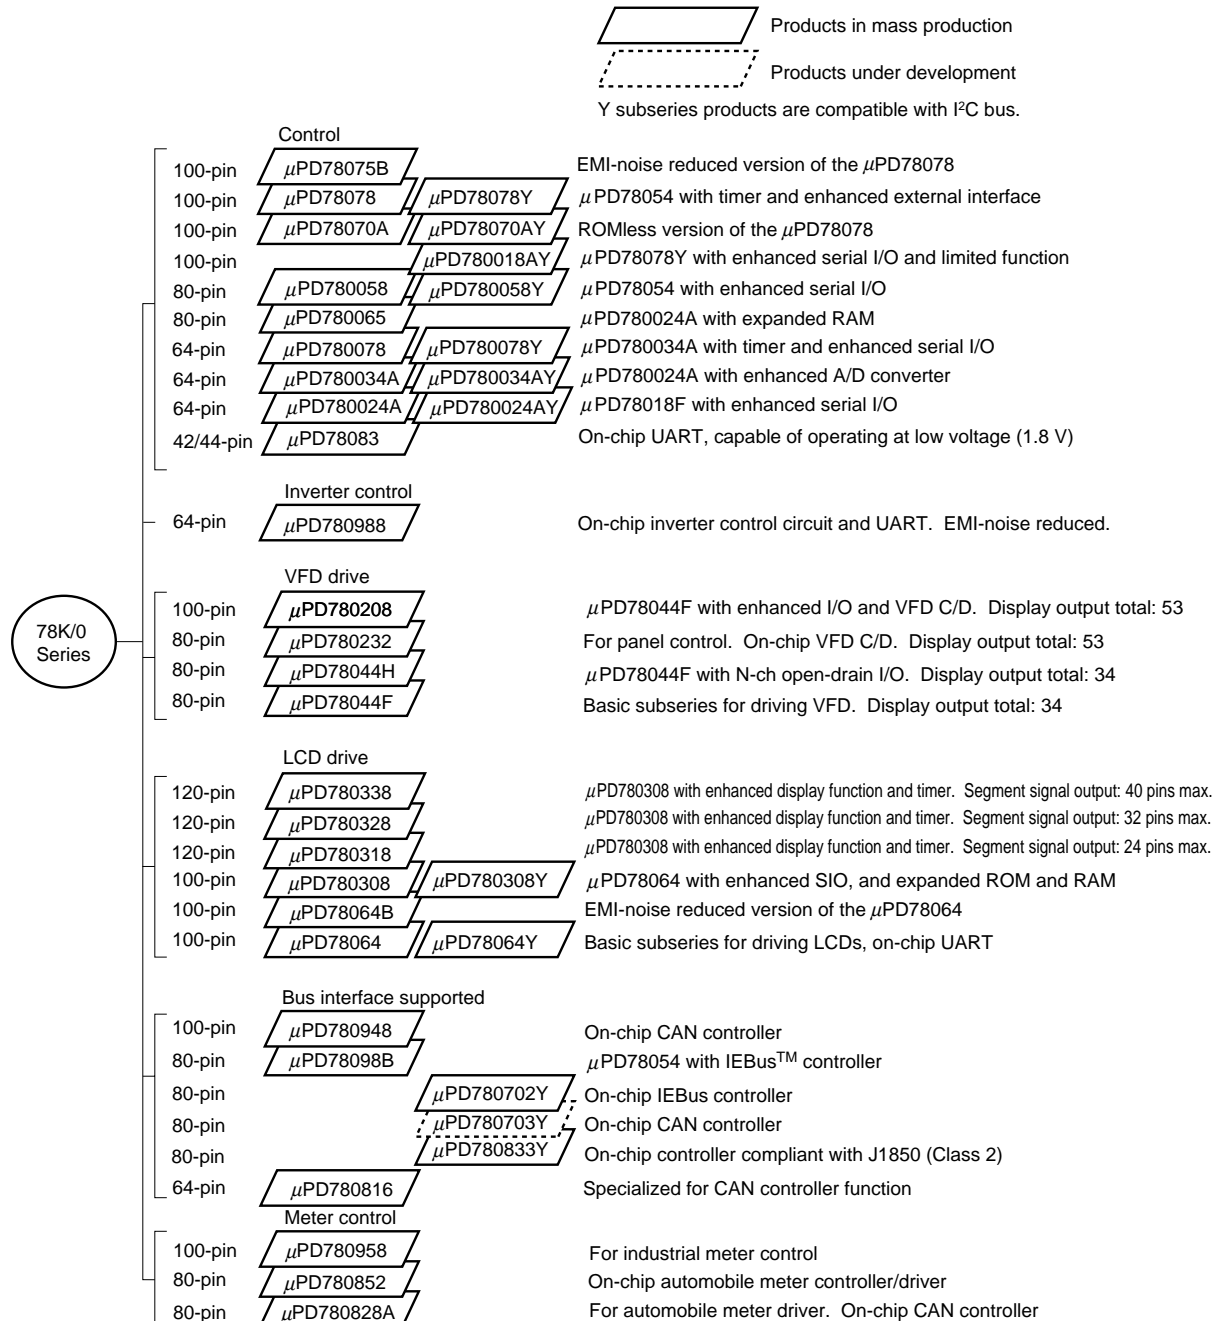 Products in mass production
Products under development
Y subseries products are compatible with I²C bus.
78K/0
Series
Control
100-pin μPD78075B EMI-noise reduced version of the μPD78078
100-pin μPD78078 μPD78078Y μPD78054 with timer and enhanced external interface
100-pin μPD78070A μPD78070AY ROMless version of the μPD78078
100-pin μPD780018AY μPD78078Y with enhanced serial I/O and limited function
80-pin μPD780058 μPD780058Y μPD78054 with enhanced serial I/O
80-pin μPD780065 μPD780024A with expanded RAM
64-pin μPD780078 μPD780078Y μPD780034A with timer and enhanced serial I/O
64-pin μPD780034A μPD780034AY μPD780024A with enhanced A/D converter
64-pin μPD780024A μPD780024AY μPD78018F with enhanced serial I/O
42/44-pin μPD78083 On-chip UART, capable of operating at low voltage (1.8 V)
Inverter control
64-pin μPD780988 On-chip inverter control circuit and UART. EMI-noise reduced.
VFD drive
100-pin μPD780208 μPD78044F with enhanced I/O and VFD C/D. Display output total: 53
80-pin μPD780232 For panel control. On-chip VFD C/D. Display output total: 53
80-pin μPD78044H μPD78044F with N-ch open-drain I/O. Display output total: 34
80-pin μPD78044F Basic subseries for driving VFD. Display output total: 34
LCD drive
120-pin μPD780338 μPD780308 with enhanced display function and timer. Segment signal output: 40 pins max.
120-pin μPD780328 μPD780308 with enhanced display function and timer. Segment signal output: 32 pins max.
120-pin μPD780318 μPD780308 with enhanced display function and timer. Segment signal output: 24 pins max.
100-pin μPD780308 μPD780308Y μPD78064 with enhanced SIO, and expanded ROM and RAM
100-pin μPD78064B EMI-noise reduced version of the μPD78064
100-pin μPD78064 μPD78064Y Basic subseries for driving LCDs, on-chip UART
Bus interface supported
100-pin μPD780948 On-chip CAN controller
80-pin μPD78098B μPD78054 with IEBus™ controller
80-pin μPD780702Y On-chip IEBus controller
80-pin μPD780703Y On-chip CAN controller
80-pin μPD780833Y On-chip controller compliant with J1850 (Class 2)
64-pin μPD780816 Specialized for CAN controller function
Meter control
100-pin μPD780958 For industrial meter control
80-pin μPD780852 On-chip automobile meter controller/driver
80-pin μPD780828A For automobile meter driver. On-chip CAN controller